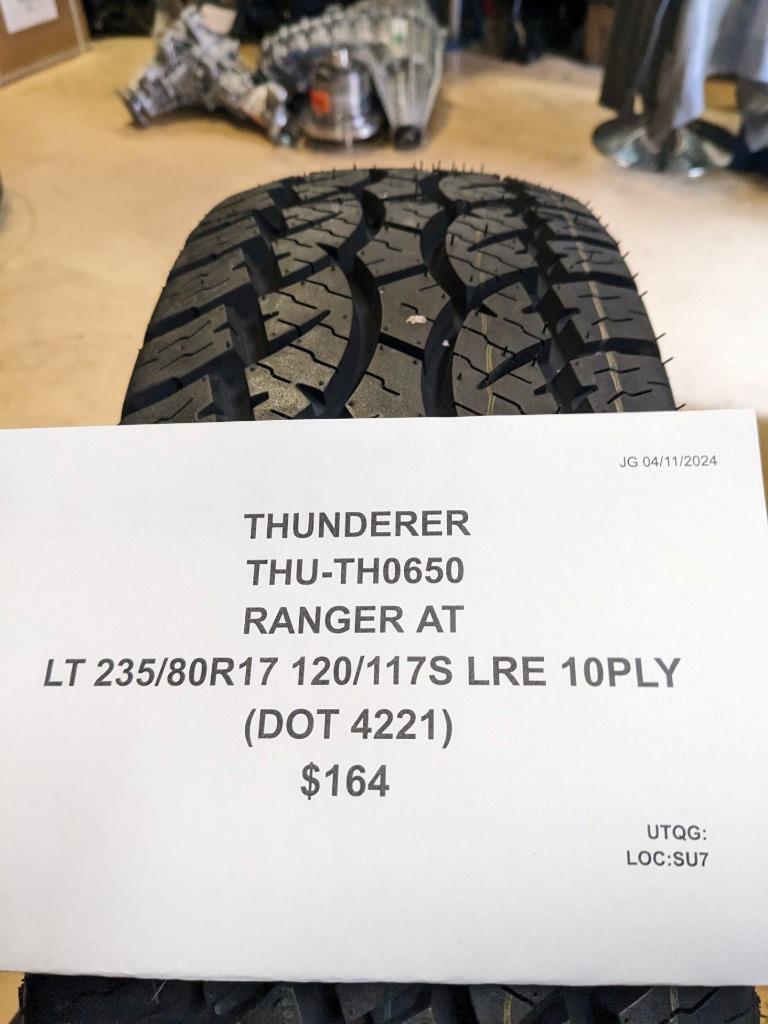 JG 04/11/2024
THUNDERER
THU-TH0650
RANGER AT
LT 235/80R17 120/117S LRE 10PLY
(DOT 4221)
$164
UTQG:
LOC:SU7